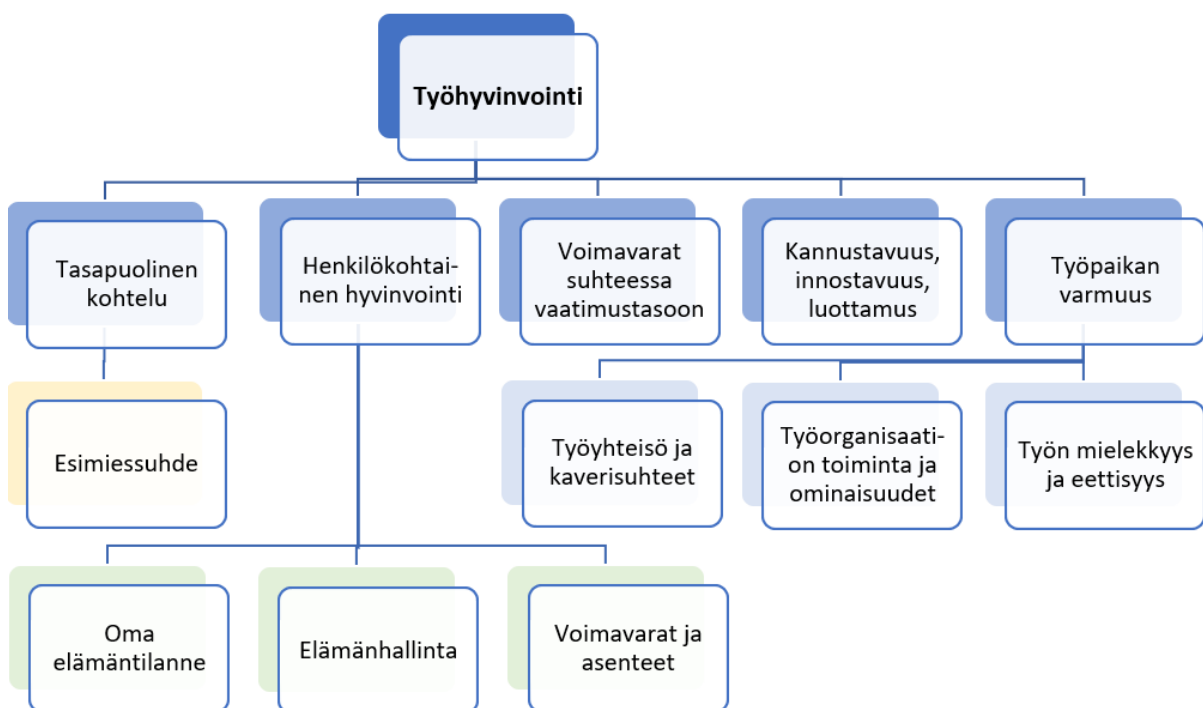 Työhyvinvointi
Tasapuolinen
kohtelu
Henkilökohtai-
nen hyvinvointi
Voimavarat
suhteessa
vaatimustasoon
Kannustavuus,
innostavuus,
luottamus
Työpaikan
varmuus
Esimiessuhde
Työyhteisö ja
kaverisuhteet
Työorganisaati-
on toiminta ja
ominaisuudet
Työn mielekkyys
ja eettisyys
Oma
elämäntilanne
Elämänhallinta
Voimavarat ja
asenteet